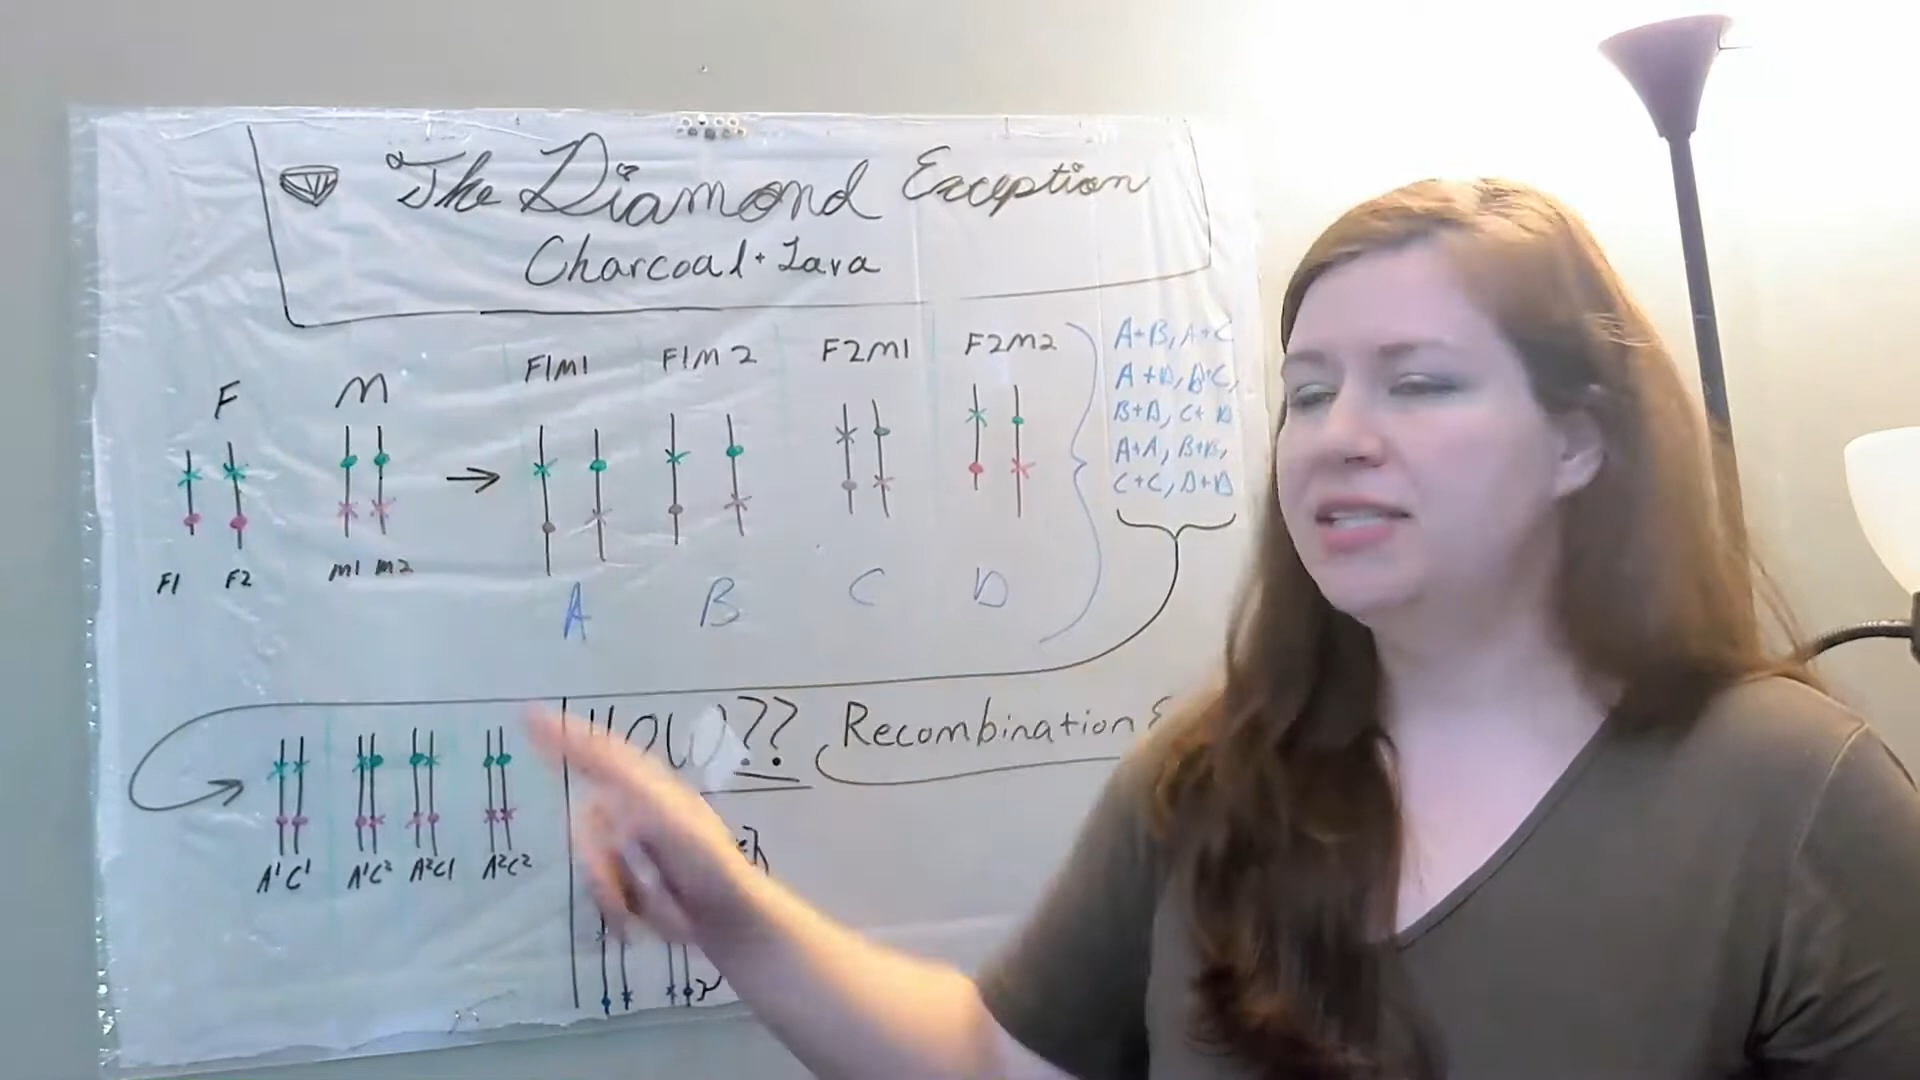 The Diamond Exception
Charcoal + Lava
F
M
F1 F2
M1 M2
F1M1
F1M2
F2M1
F2M2
A
B
C
D
A+B, A+C
A+D, B+C,
B+D, C+D
A+A, B+B,
C+C, D+D
A¹C¹
A¹C²
A²C1
A²C²
How??
Recombination